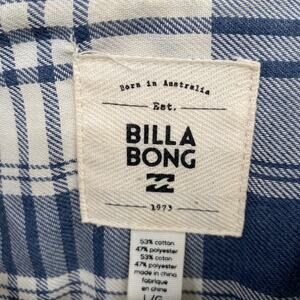 Born in Australia
Est.
BILLA
BONG
1973
53% cotton
47% polyester
53% coton
47% polyester
made in china
fabrique
en chine